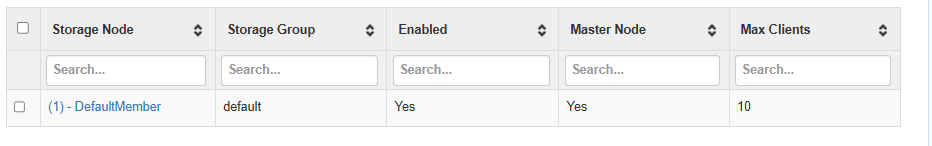 Storage Node Storage Group Enabled Master Node Max Clients
Search... Search... Search... Search... Search...
(1) - DefaultMember default Yes Yes 10